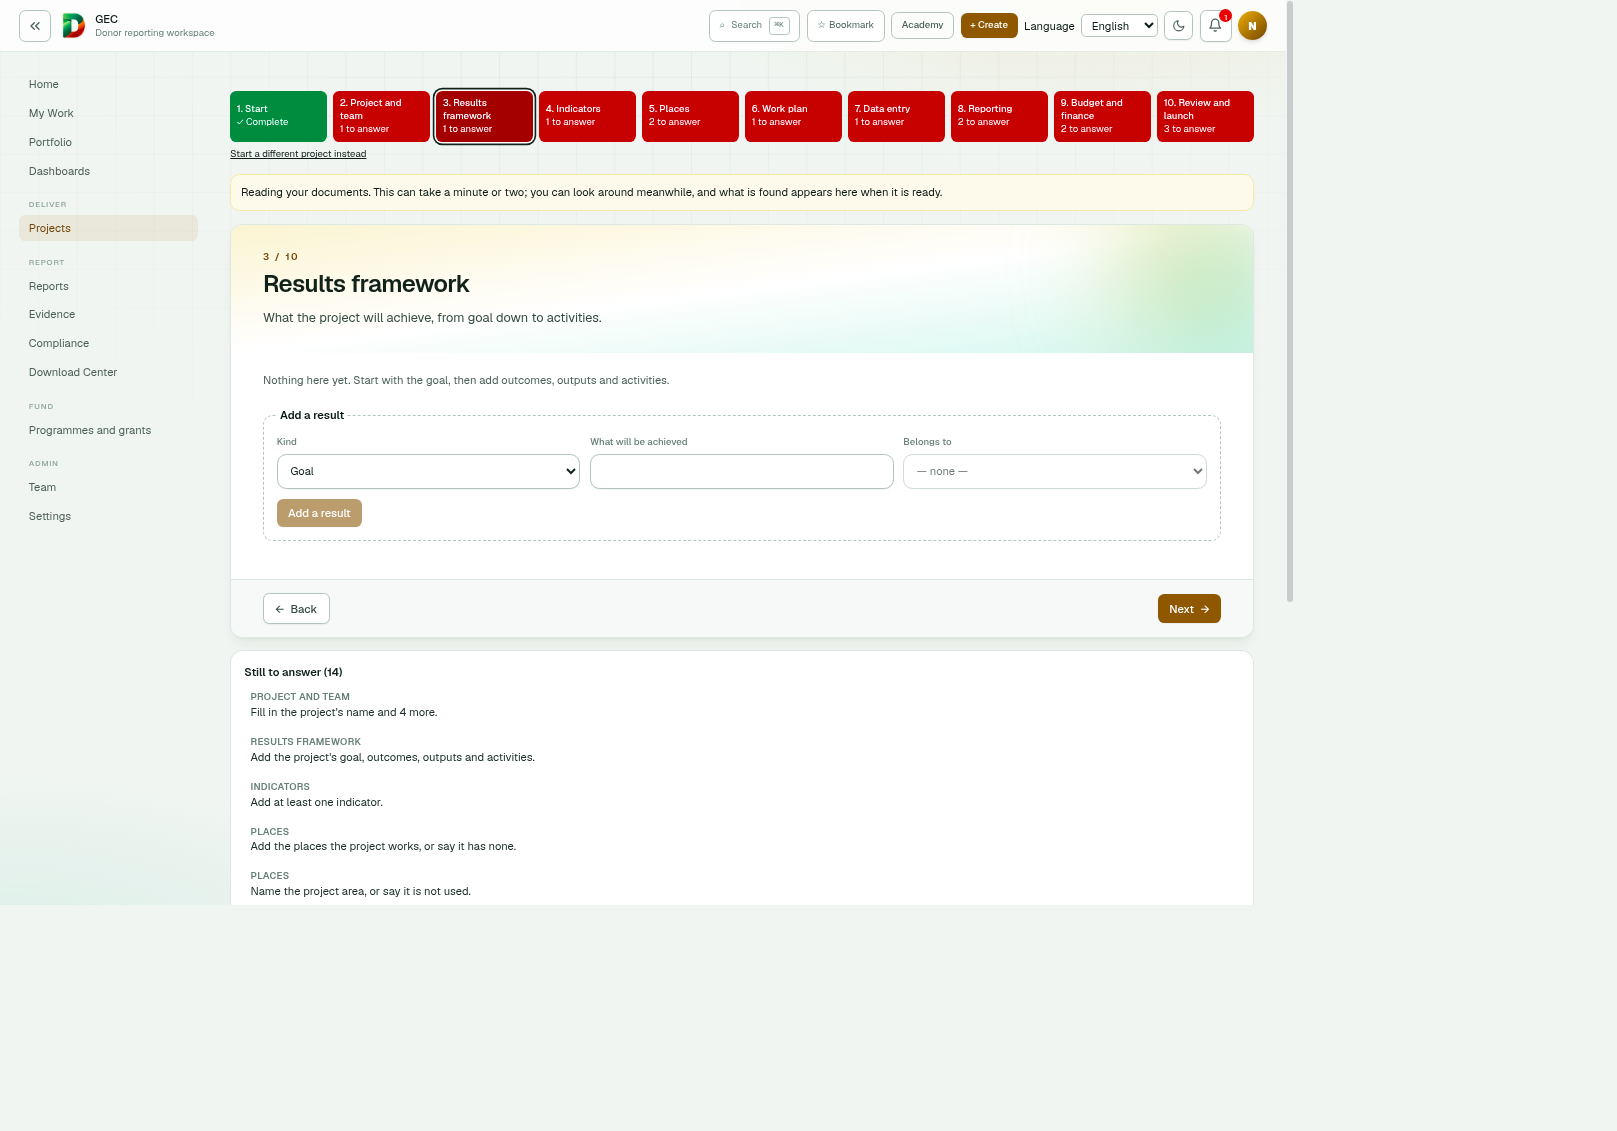 GEC
Donor reporting workspace
Search ⌘K
☆ Bookmark
Academy
+ Create
Language
English
1
N
Home
My Work
Portfolio
Dashboards
DELIVER
Projects
REPORT
Reports
Evidence
Compliance
Download Center
FUND
Programmes and grants
ADMIN
Team
Settings
1. Start
✓ Complete
2. Project and team
1 to answer
3. Results framework
1 to answer
4. Indicators
1 to answer
5. Places
2 to answer
6. Work plan
1 to answer
7. Data entry
1 to answer
8. Reporting
2 to answer
9. Budget and finance
2 to answer
10. Review and launch
3 to answer
Start a different project instead
Reading your documents. This can take a minute or two; you can look around meanwhile, and what is found appears here when it is ready.
3 / 10
Results framework
What the project will achieve, from goal down to activities.
Nothing here yet. Start with the goal, then add outcomes, outputs and activities.
Add a result
Kind
Goal
What will be achieved
Belongs to
— none —
Add a result
← Back
Next →
Still to answer (14)
PROJECT AND TEAM
Fill in the project's name and 4 more.
RESULTS FRAMEWORK
Add the project's goal, outcomes, outputs and activities.
INDICATORS
Add at least one indicator.
PLACES
Add the places the project works, or say it has none.
PLACES
Name the project area, or say it is not used.